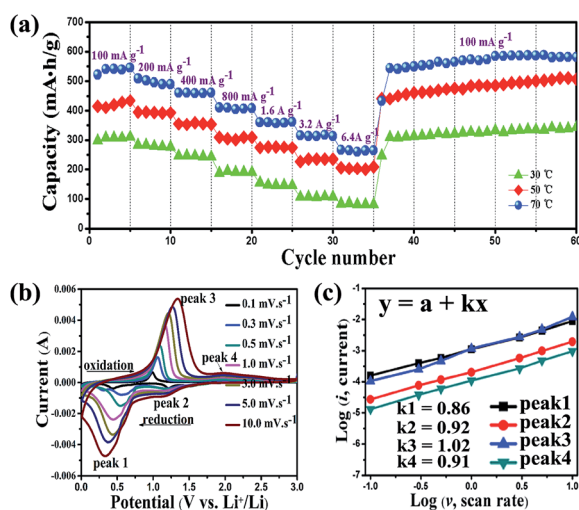 (a)
Capacity (mA·h/g)
700
600
500
400
300
200
100
0
100 mA g-1
200 mA g-1
400 mA g-1
800 mA g-1
1.6 A g-1
3.2 A g-1
6.4A g-1
100 mA g-1
30 ℃
50 ℃
70 ℃
0 10 20 30 40 50 60
Cycle number
(b)
Current (A)
0.006
0.004
0.002
0.000
-0.002
-0.004
-0.006
peak 3
0.1 mV.s-1
0.3 mV.s-1
0.5 mV.s-1
1.0 mV.s-1
5.0 mV.s-1
10.0 mV.s-1
oxidation
peak 4
peak 2
reduction
peak 1
0.0 0.5 1.0 1.5 2.0 2.5 3.0
Potential (V vs. Li+/Li)
(c)
Log (i, current)
-1
-2
-3
-4
-5
-6
-7
y = a + kx
k1 = 0.86
k2 = 0.92
k3 = 1.02
k4 = 0.91
peak1
peak2
peak3
peak4
-1.0 -0.5 0.0 0.5 1.0
Log (v, scan rate)